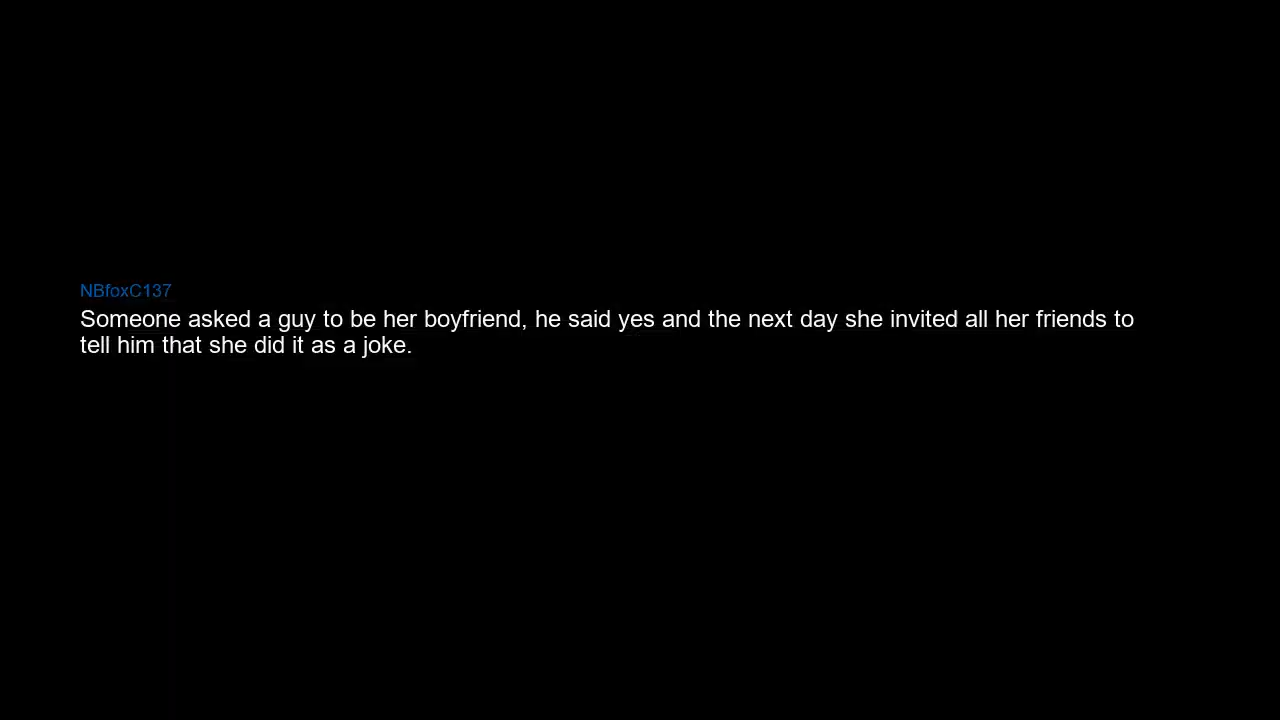 NBfoxC137
Someone asked a guy to be her boyfriend, he said yes and the next day she invited all her friends to
tell him that she did it as a joke.